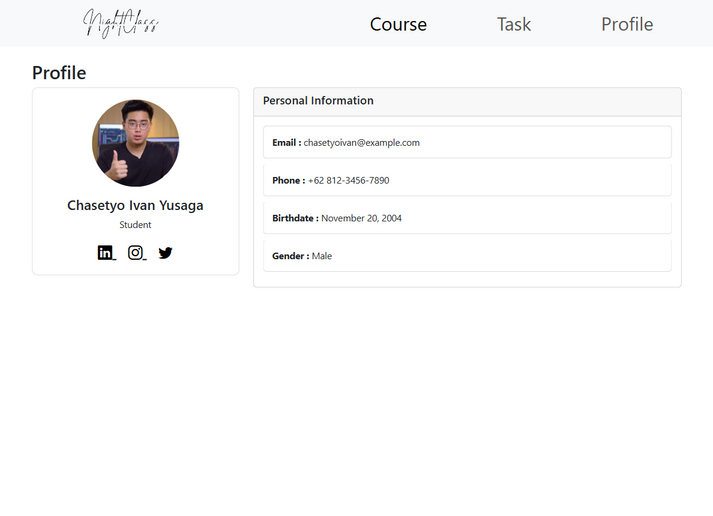 NightClass
Course
Task
Profile
Profile
Chasetyo Ivan Yusaga
Student
Personal Information
Email : chasetyoivan@example.com
Phone : +62 812-3456-7890
Birthdate : November 20, 2004
Gender : Male